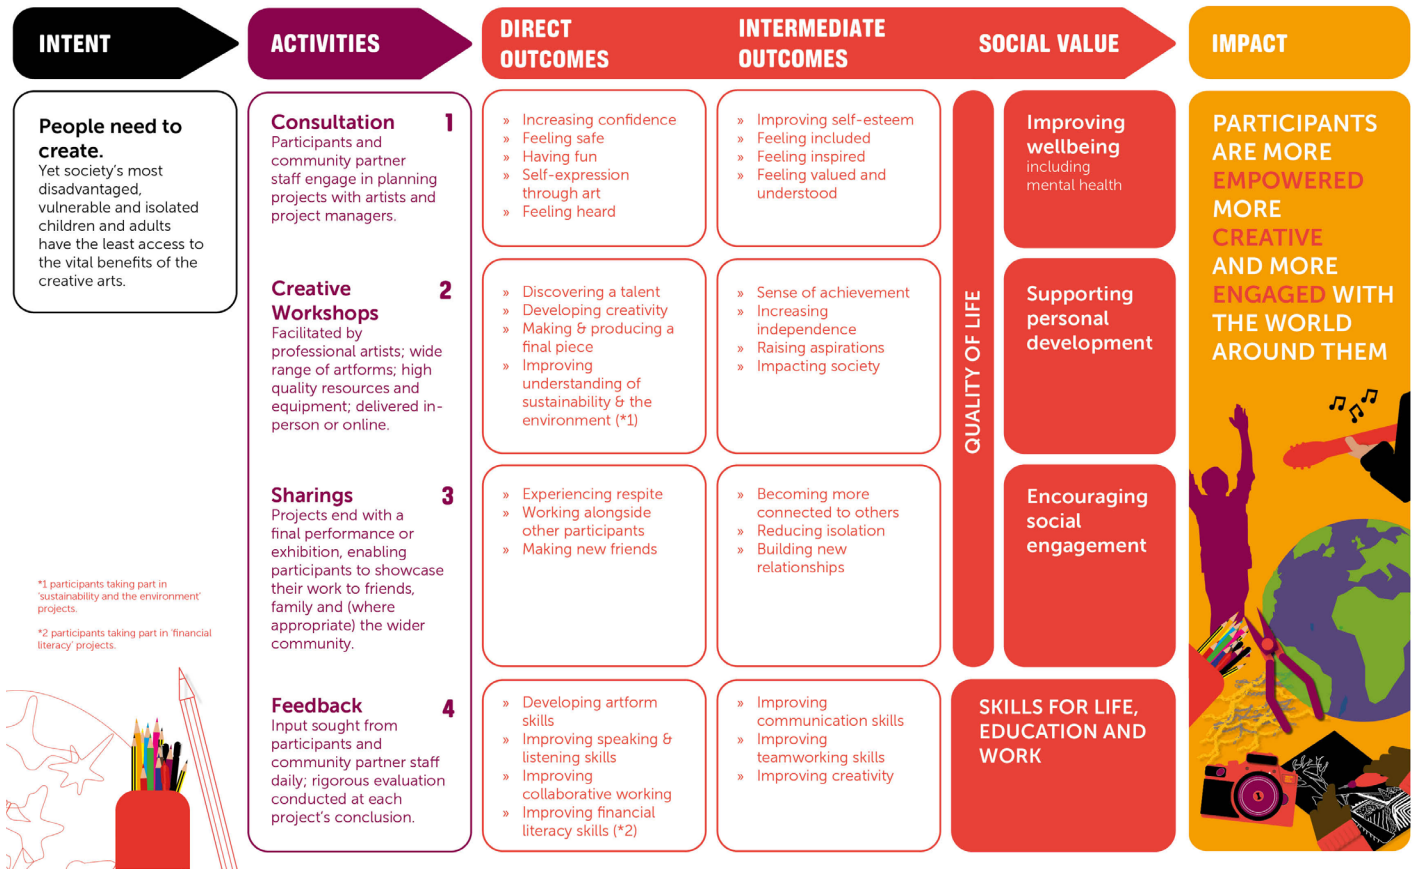 INTENT
ACTIVITIES
DIRECT
OUTCOMES
INTERMEDIATE
OUTCOMES
SOCIAL VALUE
IMPACT
People need to
create.
Yet society's most
disadvantaged,
vulnerable and isolated
children and adults
have the least access to
the vital benefits of the
creative arts.
*1 participants taking part in
'sustainability and the environment'
projects.
*2 participants taking part in 'financial
literacy' projects.
Consultation 1
Participants and
community partner
staff engage in planning
projects with artists and
project managers.
Creative 2
Workshops
Facilitated by
professional artists; wide
range of artforms; high
quality resources and
equipment; delivered in-
person or online.
Sharings 3
Projects end with a
final performance or
exhibition, enabling
participants to showcase
their work to friends,
family and (where
appropriate) the wider
community.
Feedback 4
Input sought from
participants and
community partner staff
daily; rigorous evaluation
conducted at each
project's conclusion.
» Increasing confidence
» Feeling safe
» Having fun
» Self-expression
through art
» Feeling heard
» Discovering a talent
» Developing creativity
» Making & producing a
final piece
» Improving
understanding of
sustainability & the
environment (*1)
» Experiencing respite
» Working alongside
other participants
» Making new friends
» Developing artform
skills
» Improving speaking &
listening skills
» Improving
collaborative working
» Improving financial
literacy skills (*2)
» Improving self-esteem
» Feeling included
» Feeling inspired
» Feeling valued and
understood
» Sense of achievement
» Increasing
independence
» Raising aspirations
» Impacting society
» Becoming more
connected to others
» Reducing isolation
» Building new
relationships
» Improving
communication skills
» Improving
teamworking skills
» Improving creativity
QUALITY OF LIFE
Improving
wellbeing
including
mental health
Supporting
personal
development
Encouraging
social
engagement
SKILLS FOR LIFE,
EDUCATION AND
WORK
PARTICIPANTS
ARE MORE
EMPOWERED
MORE
CREATIVE
AND MORE
ENGAGED WITH
THE WORLD
AROUND THEM